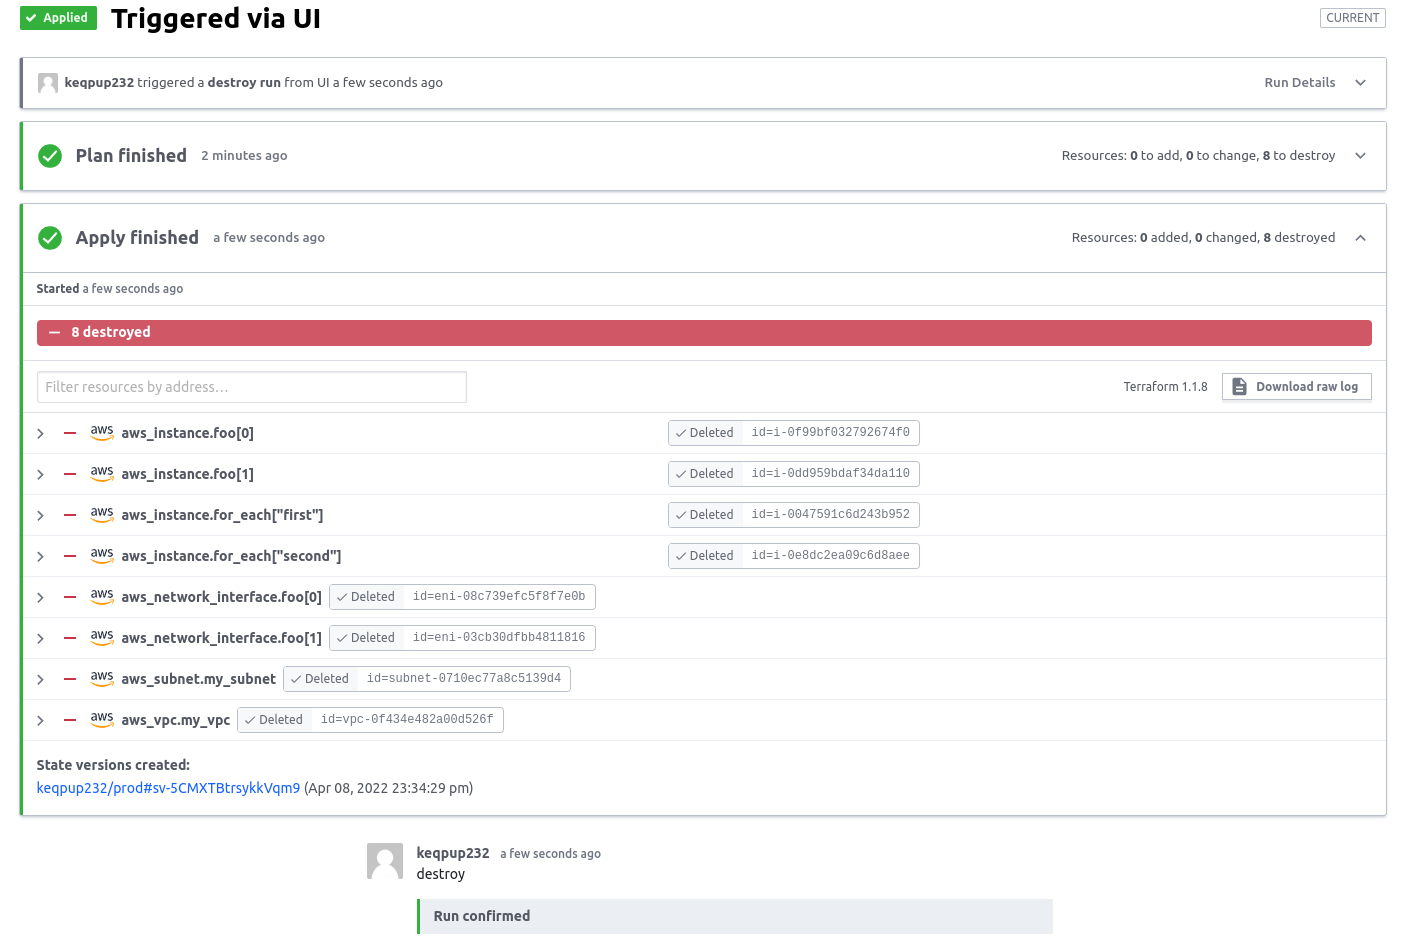 Applied Triggered via UI CURRENT
keqpup232 triggered a destroy run from UI a few seconds ago Run Details
Plan finished 2 minutes ago Resources: 0 to add, 0 to change, 8 to destroy
Apply finished a few seconds ago Resources: 0 added, 0 changed, 8 destroyed
Started a few seconds ago
8 destroyed
Filter resources by address... Terraform 1.1.8 Download raw log
aws aws_instance.foo[0] Deleted id=i-0f99bf032792674f0
aws aws_instance.foo[1] Deleted id=i-0dd959bdaf34da110
aws aws_instance.for_each["first"] Deleted id=i-0047591c6d243b952
aws aws_instance.for_each["second"] Deleted id=i-0e8dc2ea09c6d8aee
aws aws_network_interface.foo[0] Deleted id=eni-08c739efc5f8f7e0b
aws aws_network_interface.foo[1] Deleted id=eni-03cb30dfbb4811816
aws aws_subnet.my_subnet Deleted id=subnet-0710ec77a8c5139d4
aws aws_vpc.my_vpc Deleted id=vpc-0f434e482a00d526f
State versions created:
keqpup232/prod#sv-5CMXTBtrsykkVqm9 (Apr 08, 2022 23:34:29 pm)
keqpup232 a few seconds ago
destroy
Run confirmed